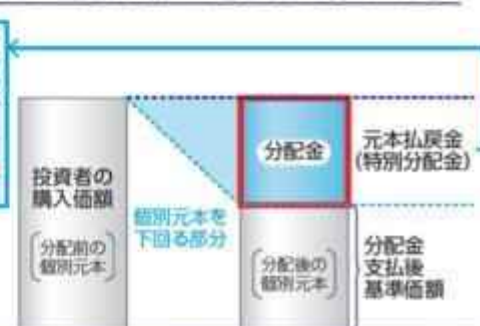 投資者の
購入価額
(分配前の
個別元本)
個別元本を
下回る部分
分配金
(分配後の
個別元本)
元本払戻金
(特別分配金)
分配金
支払後
基準価額